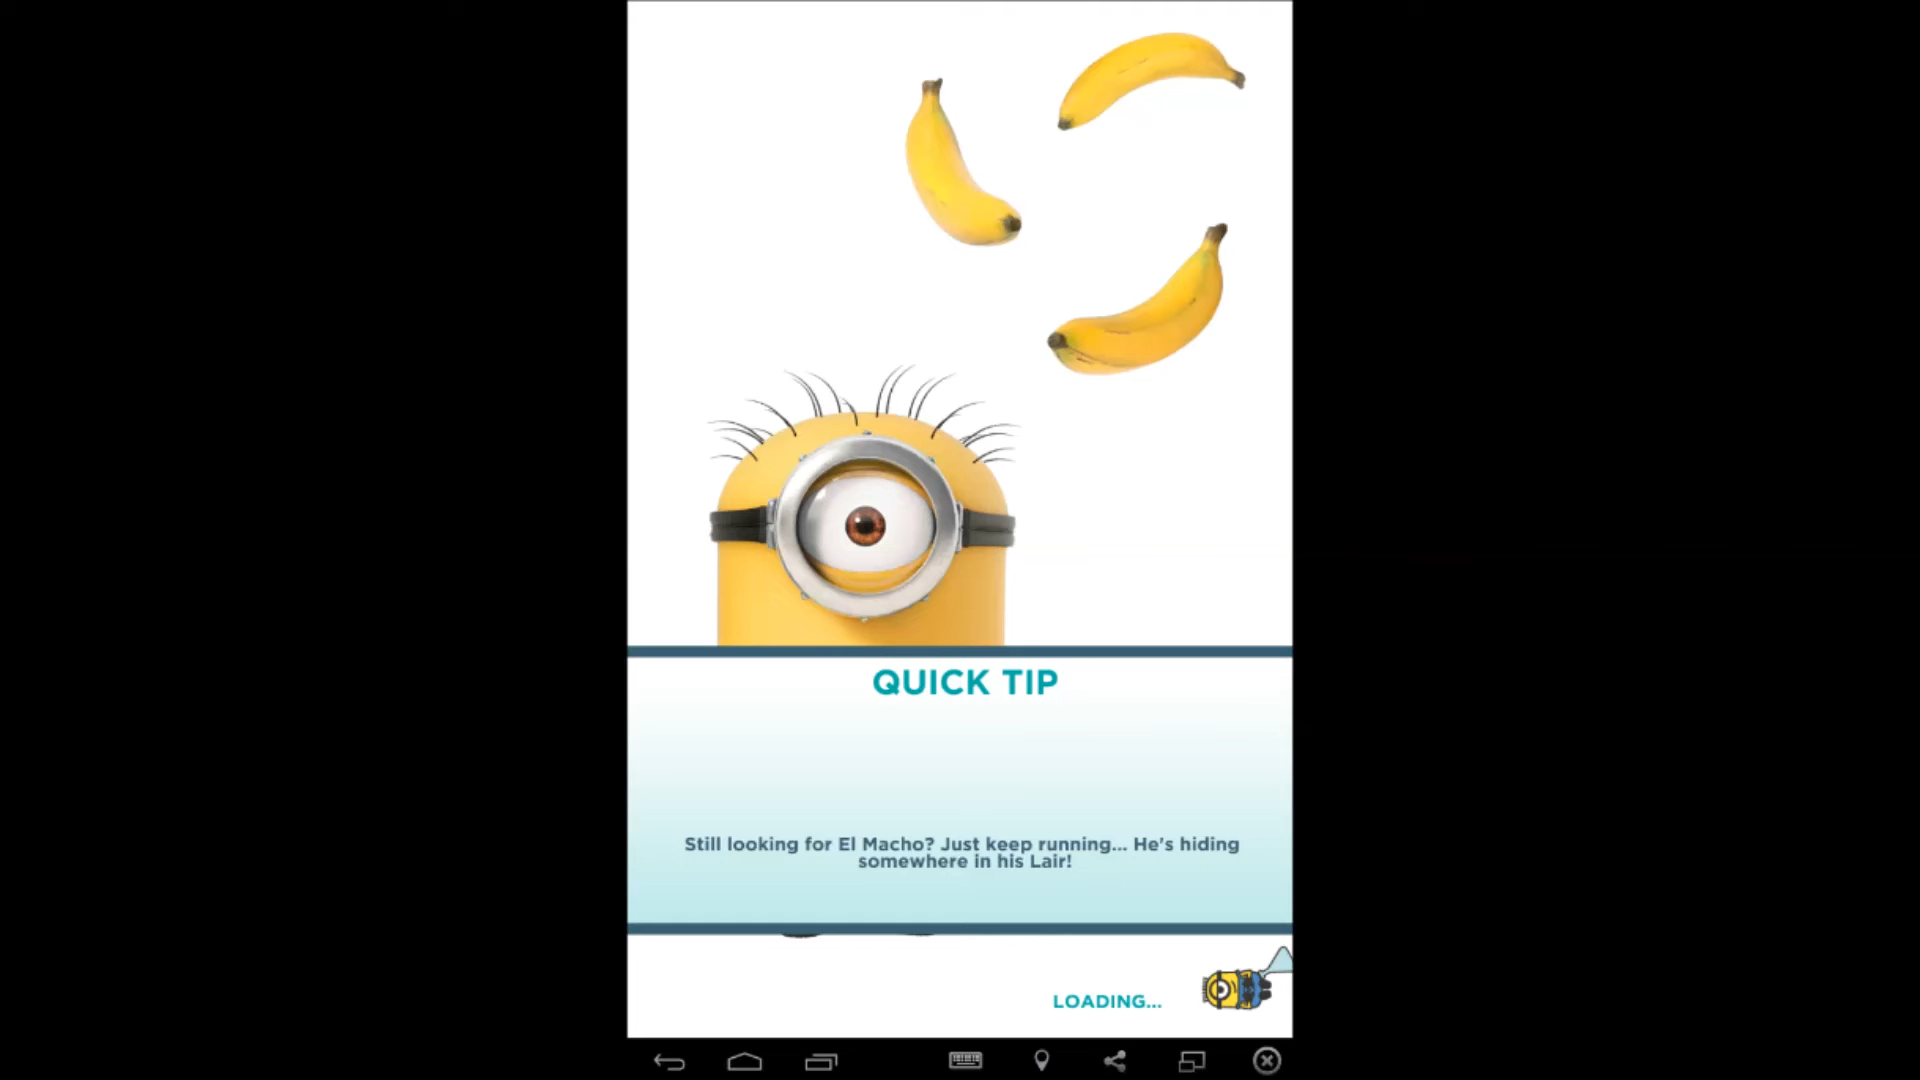 QUICK TIP
Still looking for El Macho? Just keep running... He's hiding
somewhere in his Lair!
LOADING...